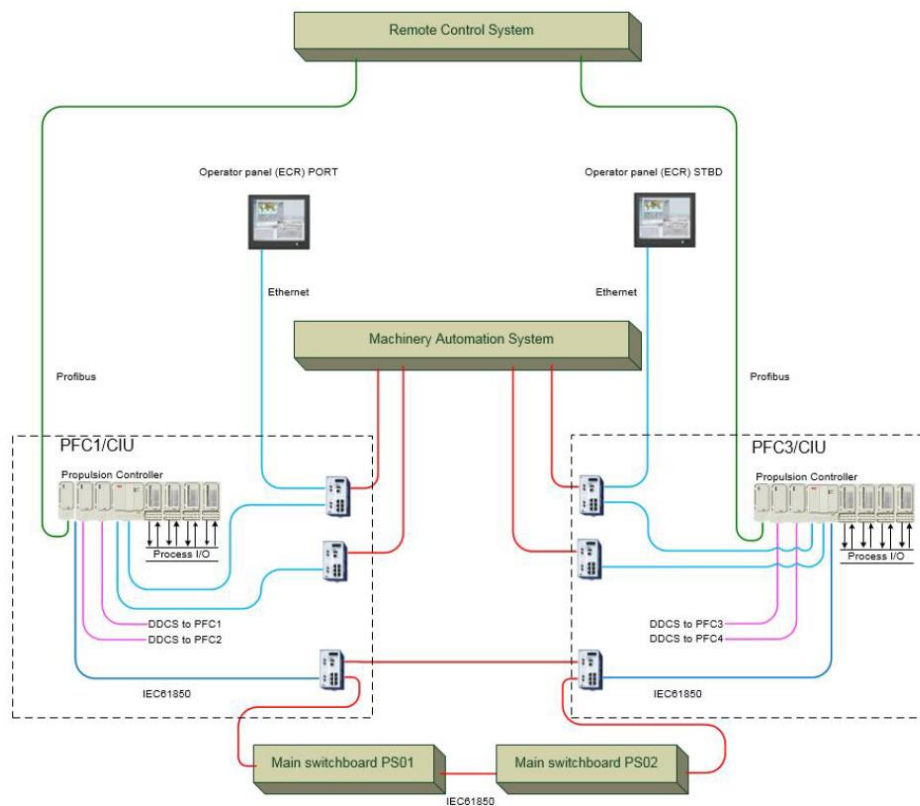 Remote Control System
Operator panel (ECR) PORT
Operator panel (ECR) STBD
Ethernet
Ethernet
Machinery Automation System
Profibus
Profibus
PFC1/CIU
PFC3/CIU
Propulsion Controller
Propulsion Controller
Process I/O
Process I/O
DDCS to PFC1
DDCS to PFC2
DDCS to PFC3
DDCS to PFC4
IEC61850
IEC61850
Main switchboard PS01
Main switchboard PS02
IEC61850